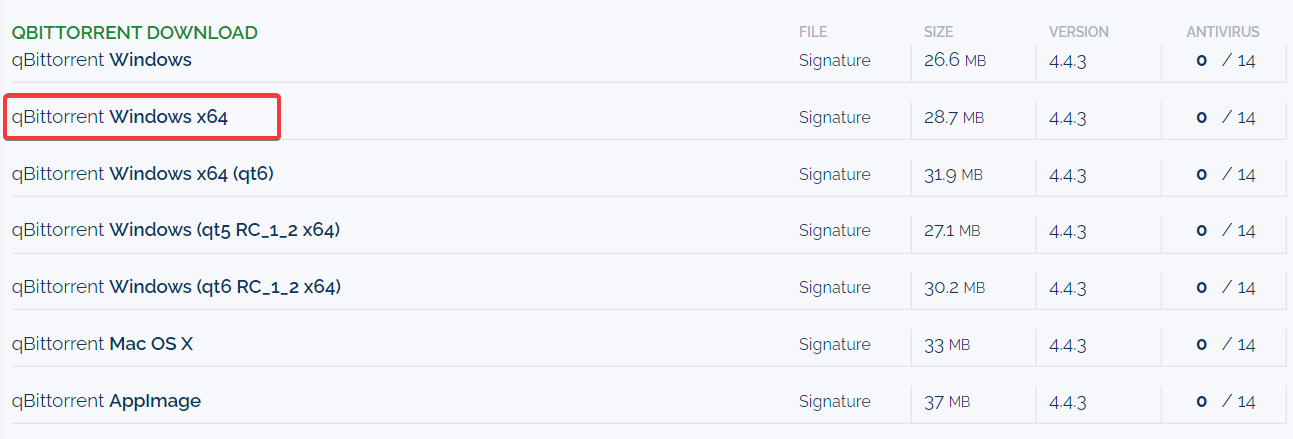 QBITTORRENT DOWNLOAD FILE SIZE VERSION ANTIVIRUS
qBittorrent Windows Signature 26.6 MB 4.4.3 0 / 14
qBittorrent Windows x64 Signature 28.7 MB 4.4.3 0 / 14
qBittorrent Windows x64 (qt6) Signature 31.9 MB 4.4.3 0 / 14
qBittorrent Windows (qt5 RC_1_2 x64) Signature 27.1 MB 4.4.3 0 / 14
qBittorrent Windows (qt6 RC_1_2 x64) Signature 30.2 MB 4.4.3 0 / 14
qBittorrent Mac OS X Signature 33 MB 4.4.3 0 / 14
qBittorrent AppImage Signature 37 MB 4.4.3 0 / 14